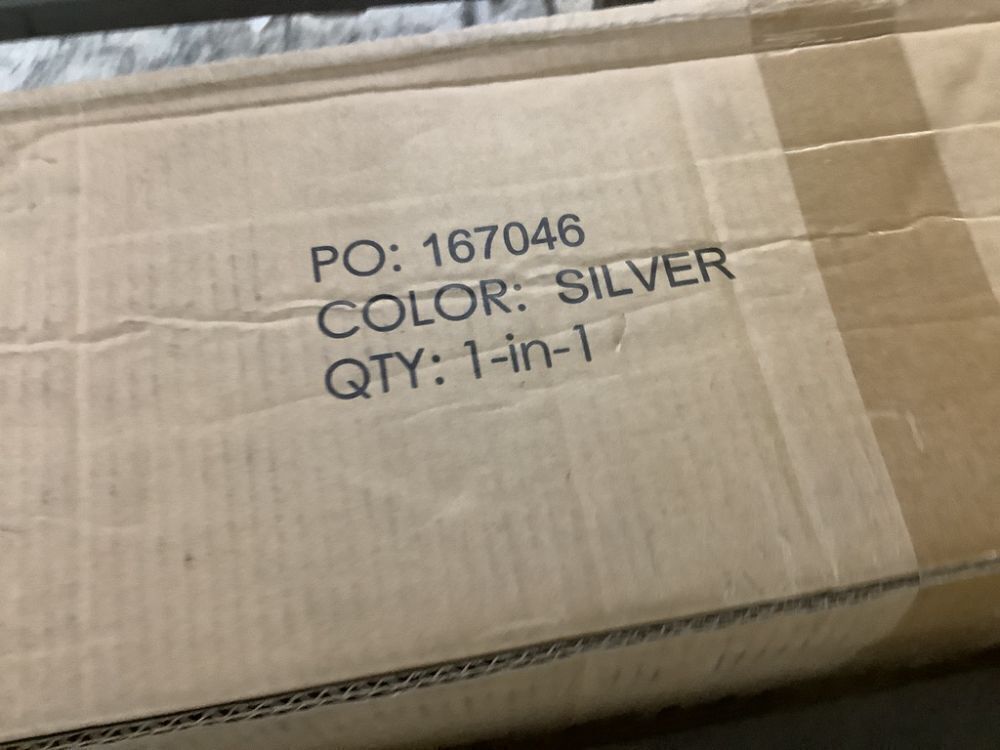 PO: 167046
COLOR: SILVER
QTY: 1-in-1